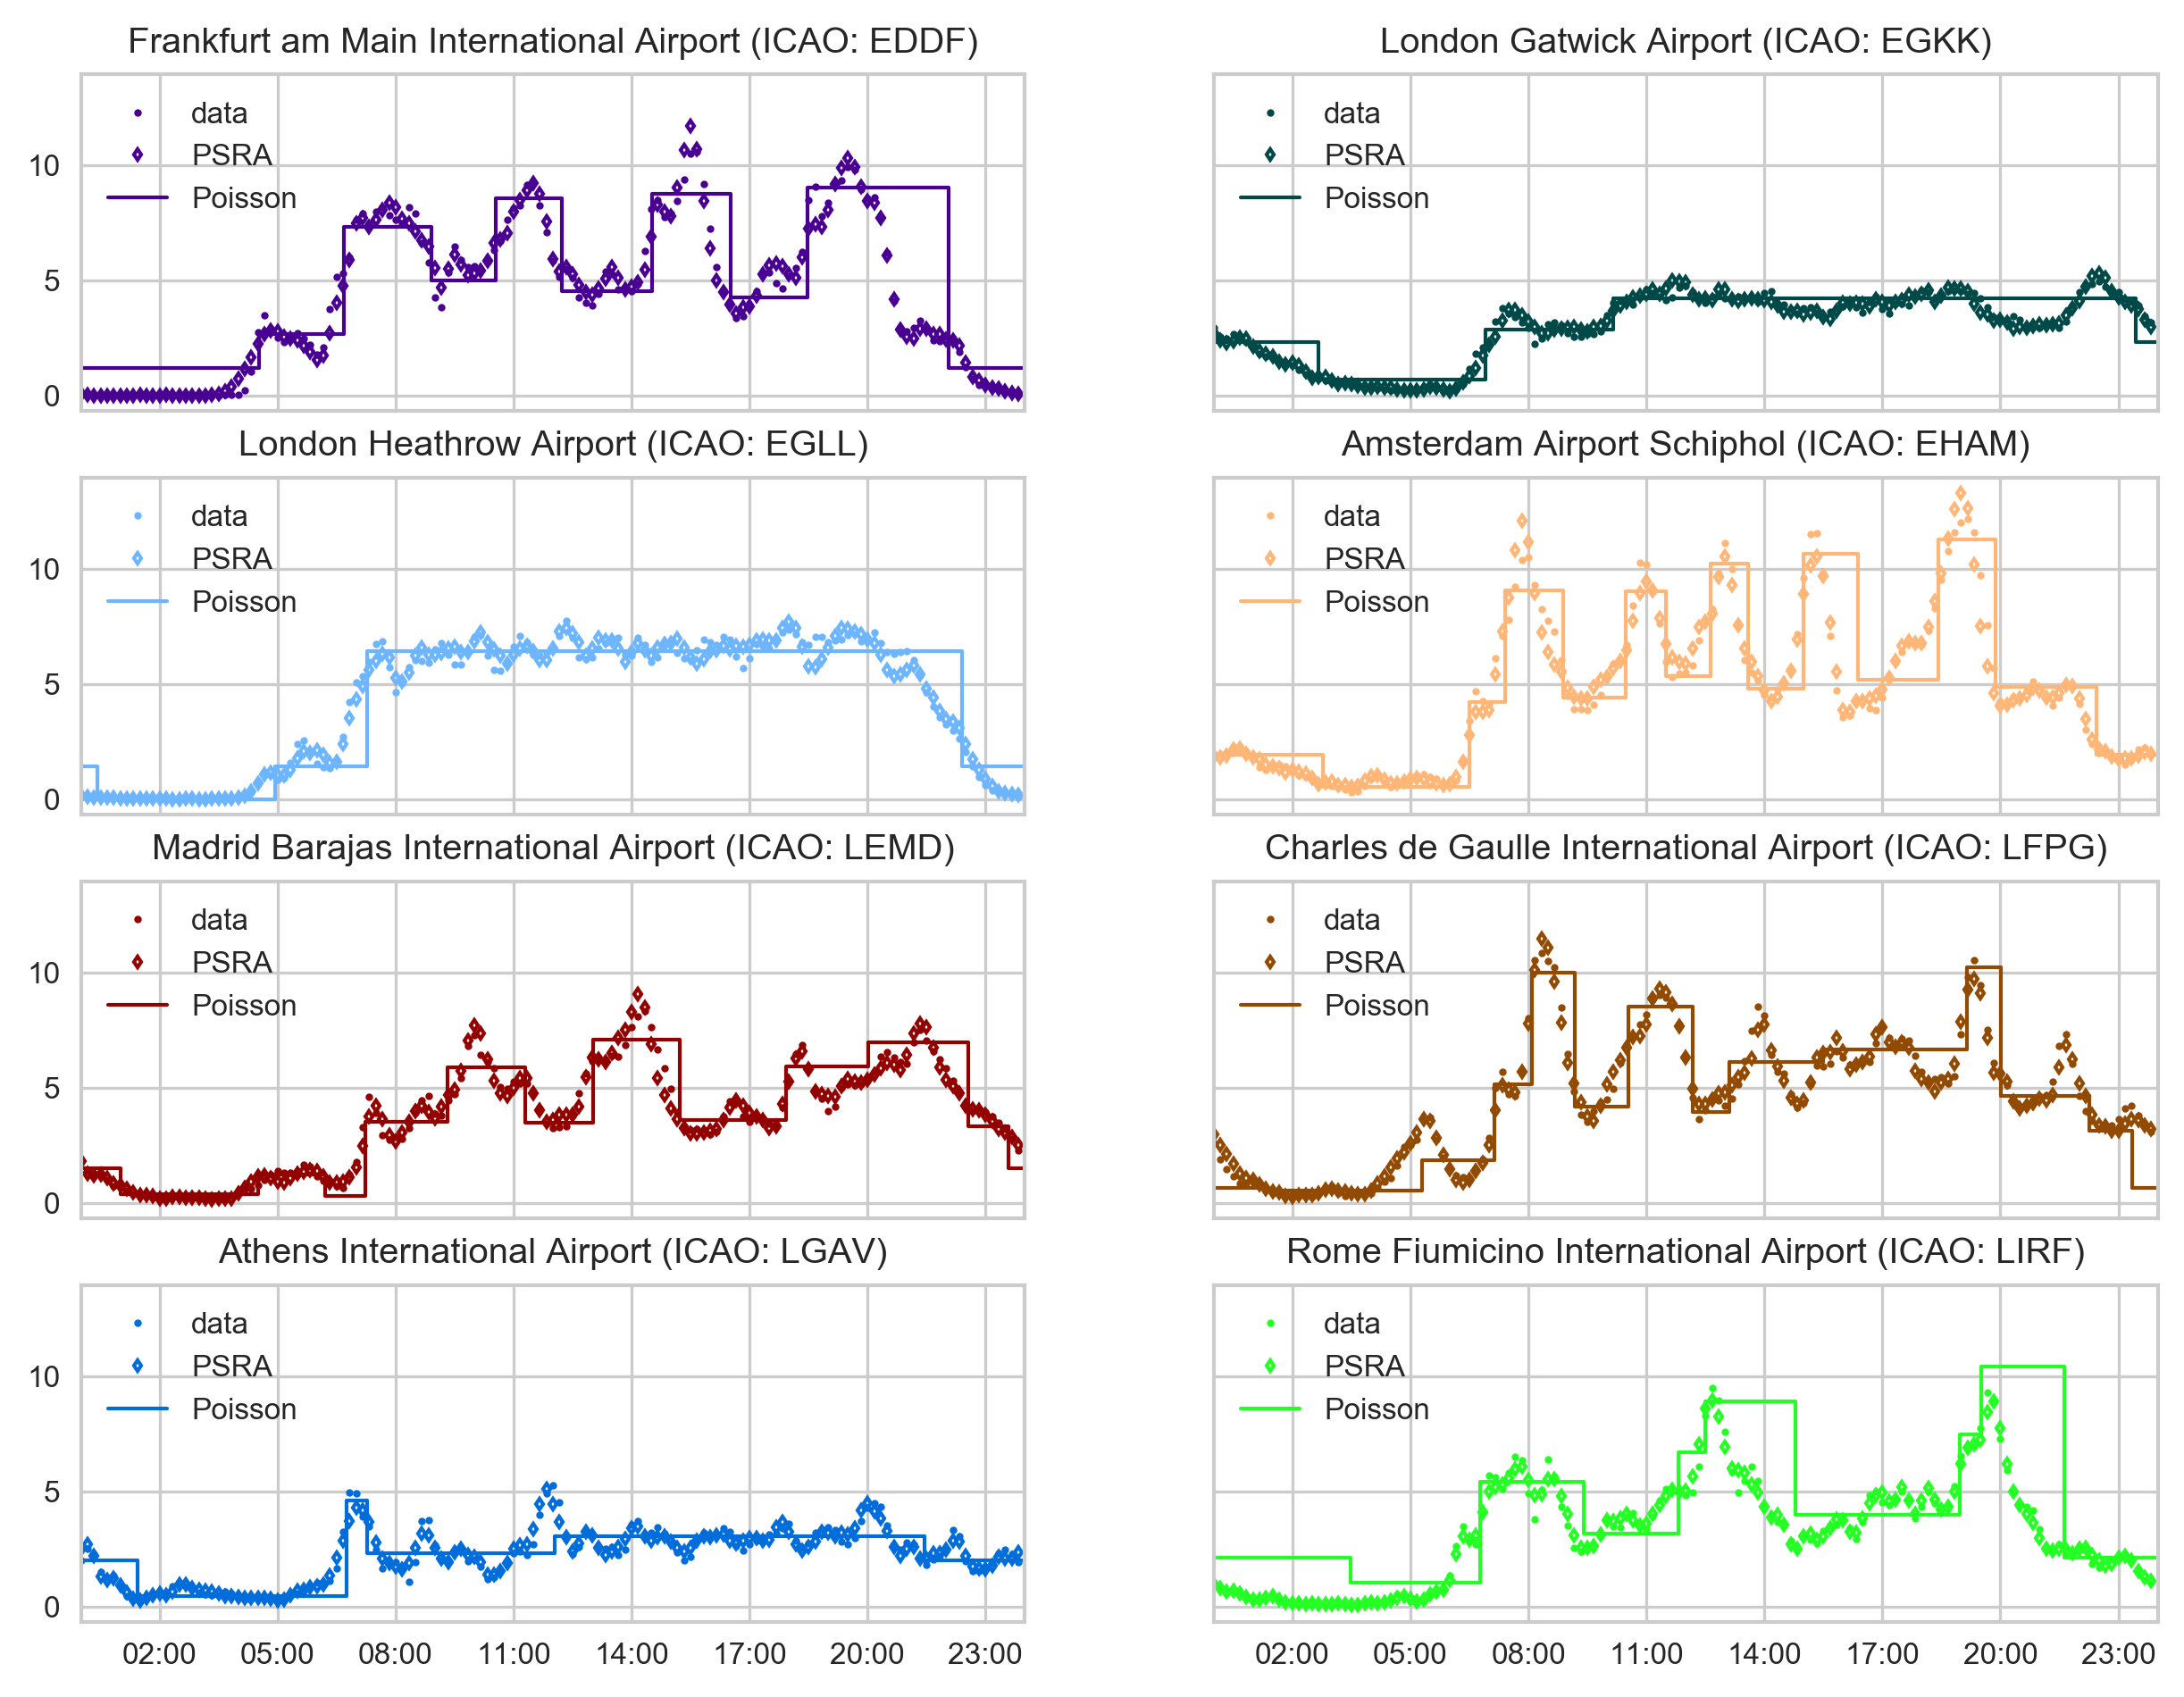 Frankfurt am Main International Airport (ICAO: EDDF)
data
PSRA
Poisson
10
5
0
London Gatwick Airport (ICAO: EGKK)
data
PSRA
Poisson
London Heathrow Airport (ICAO: EGLL)
data
PSRA
Poisson
10
5
0
Amsterdam Airport Schiphol (ICAO: EHAM)
data
PSRA
Poisson
Madrid Barajas International Airport (ICAO: LEMD)
data
PSRA
Poisson
10
5
0
Charles de Gaulle International Airport (ICAO: LFPG)
data
PSRA
Poisson
Athens International Airport (ICAO: LGAV)
data
PSRA
Poisson
10
5
0
02:00 05:00 08:00 11:00 14:00 17:00 20:00 23:00
Rome Fiumicino International Airport (ICAO: LIRF)
data
PSRA
Poisson
02:00 05:00 08:00 11:00 14:00 17:00 20:00 23:00